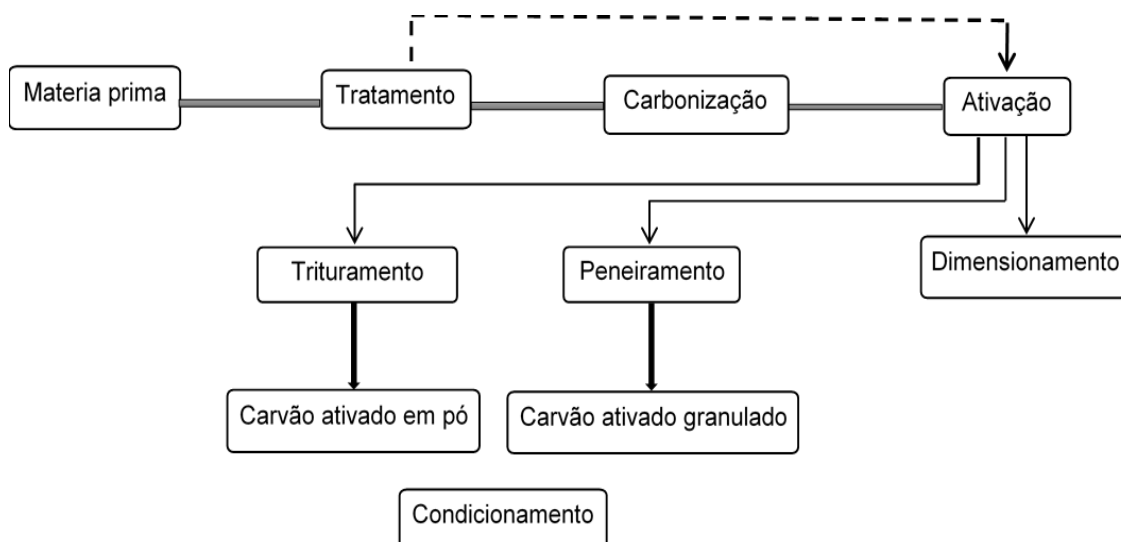 Materia prima
Tratamento
Carbonização
Ativação
Trituramento
Peneiramento
Dimensionamento
Carvão ativado em pó
Carvão ativado granulado
Condicionamento